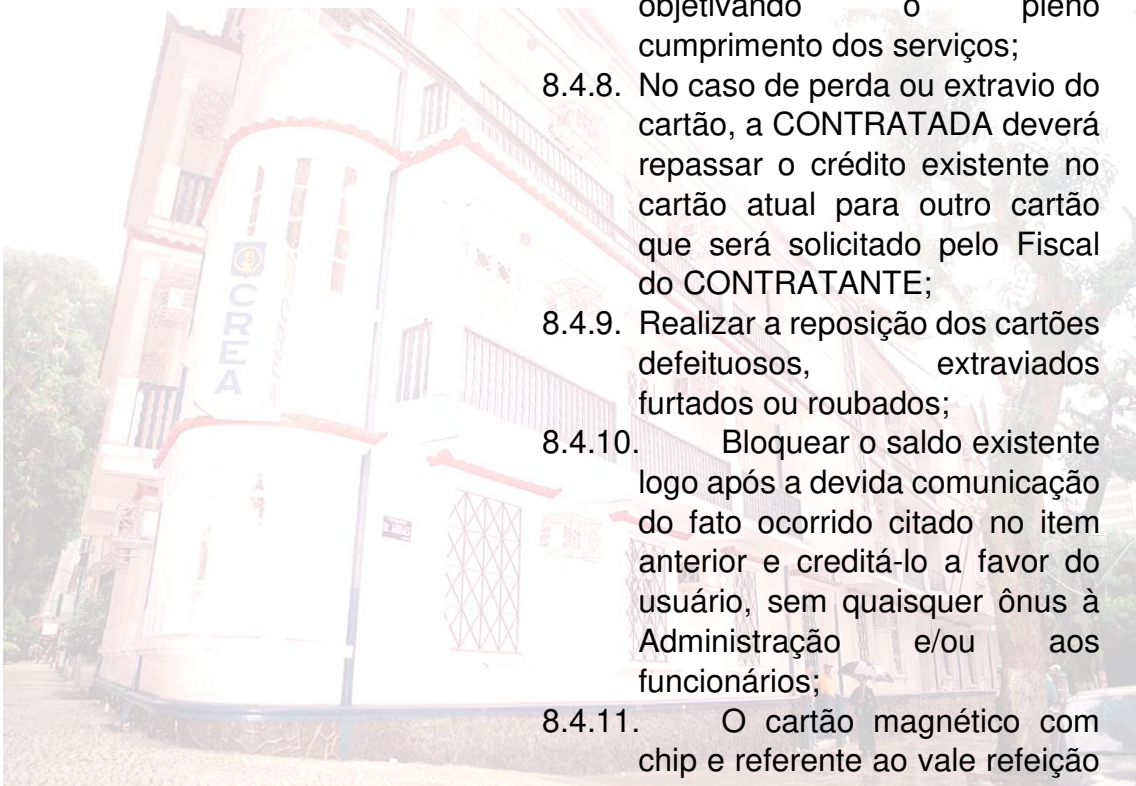 objetivando o pleno
cumprimento dos serviços;
8.4.8. No caso de perda ou extravio do
cartão, a CONTRATADA deverá
repassar o crédito existente no
cartão atual para outro cartão
que será solicitado pelo Fiscal
do CONTRATANTE;
8.4.9. Realizar a reposição dos cartões
defeituosos, extraviados
furtados ou roubados;
8.4.10. Bloquear o saldo existente
logo após a devida comunicação
do fato ocorrido citado no item
anterior e creditá-lo a favor do
usuário, sem quaisquer ônus à
Administração e/ou aos
funcionários;
8.4.11. O cartão magnético com
chip e referente ao vale refeição
CREA